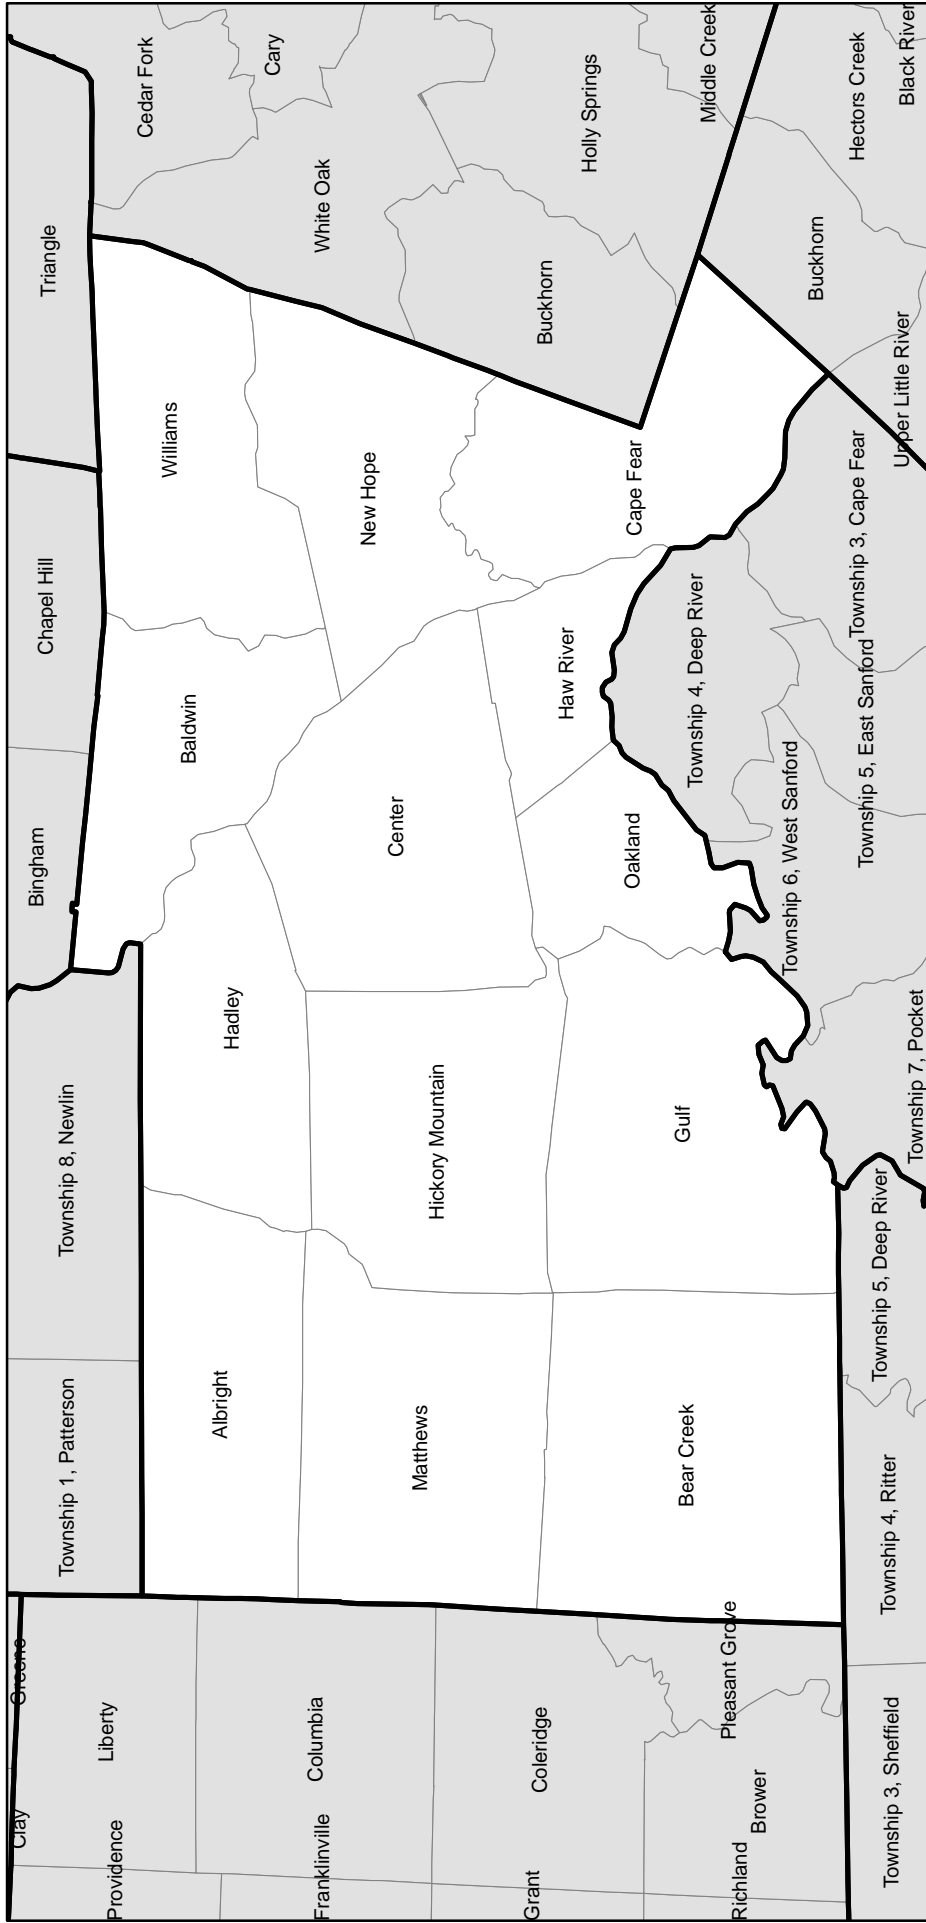 Clay
Greene
Providence
Liberty
Township 1, Patterson
Township 8, Newlin
Bingham
Chapel Hill
Triangle
Cedar Fork
Cary
Franklinville
Columbia
Albright
Hadley
Baldwin
Williams
White Oak
Grant
Coleridge
Matthews
Hickory Mountain
Center
New Hope
Buckhorn
Holly Springs
Middle Creek
Richland
Brower
Pleasant Grove
Bear Creek
Gulf
Oakland
Haw River
Cape Fear
Township 4, Deep River
Township 6, West Sanford
Township 3, Sheffield
Township 4, Ritter
Township 5, Deep River
Township 7, Pocket
Township 5, East Sanford
Township 3, Cape Fear
Upper Little River
Buckhorn
Hectors Creek
Black River